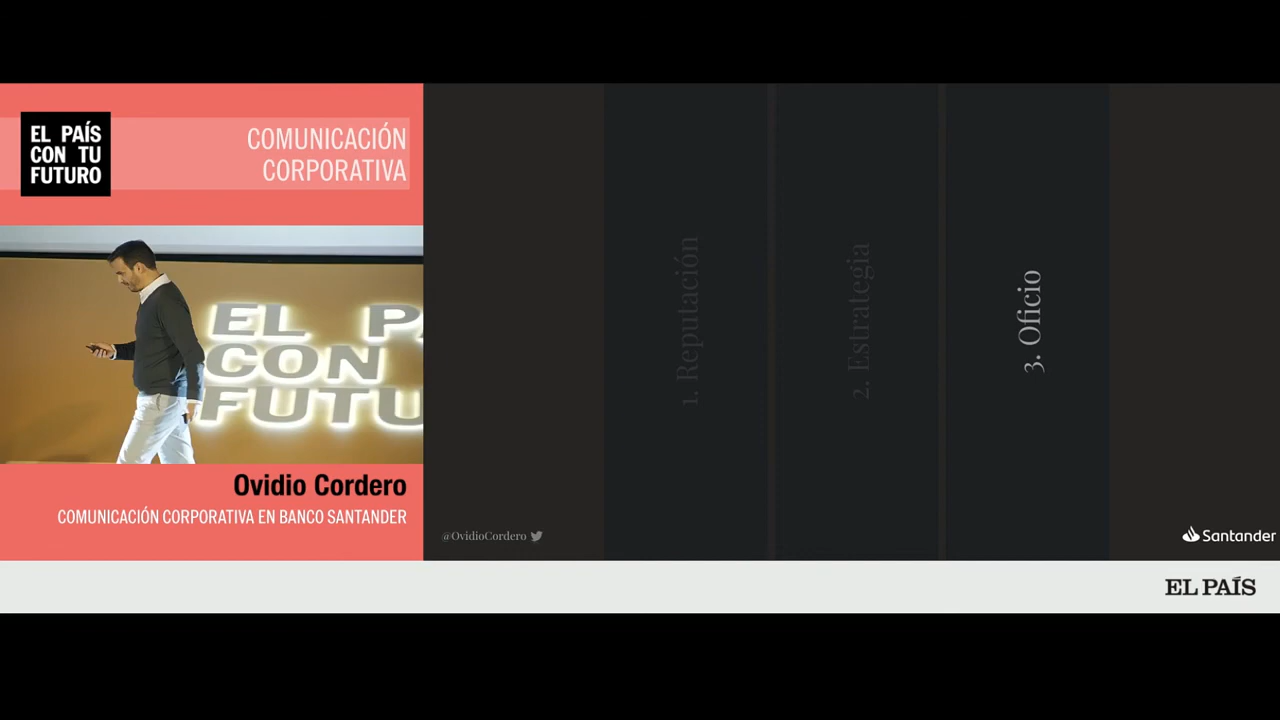 EL PAÍS
CON TU
FUTURO
COMUNICACIÓN
CORPORATIVA
EL PA
CON
FUTU
Ovidio Cordero
COMUNICACIÓN CORPORATIVA EN BANCO SANTANDER
1. Reputación
2. Estrategia
3. Oficio
@OvidioCordero
Santander
EL PAÍS